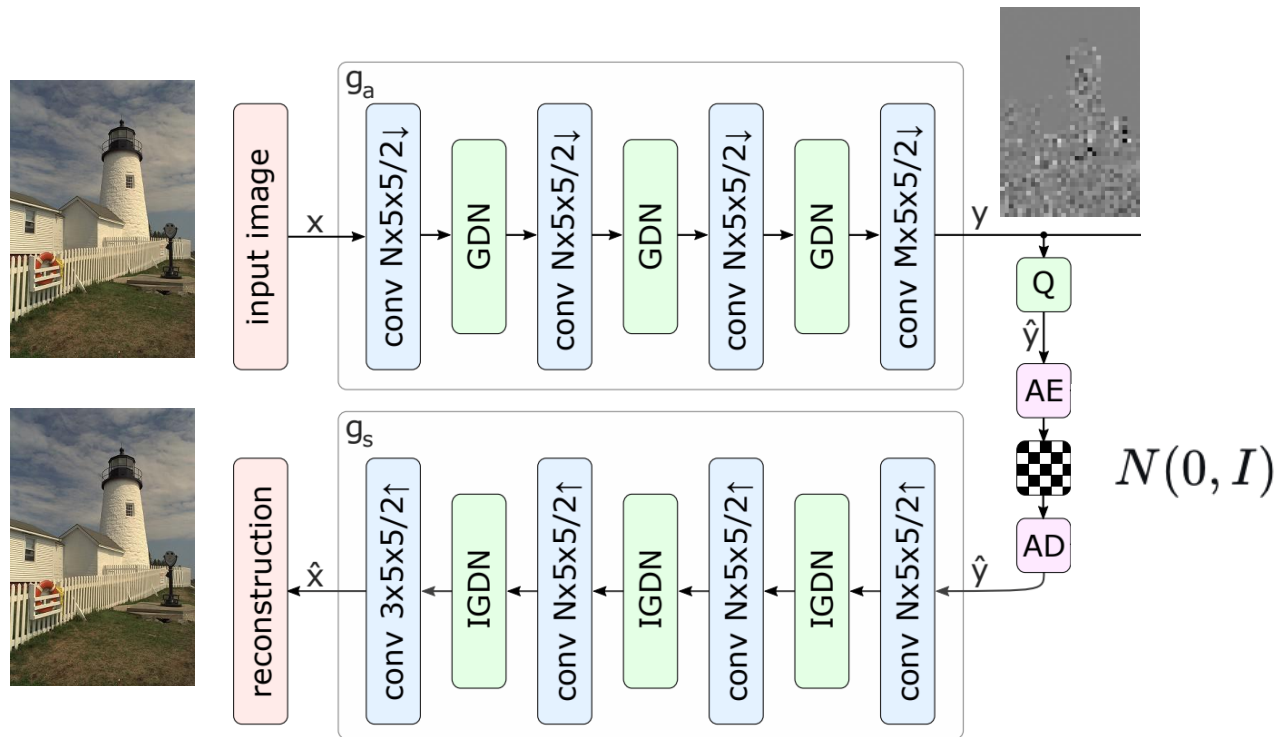 g_a
input image
x
conv Nx5x5/2↓
GDN
conv Nx5x5/2↓
GDN
conv Nx5x5/2↓
GDN
conv Mx5x5/2↓
y
Q
ŷ
AE
N(0, I)
AD
g_s
reconstruction
x̂
conv 3x5x5/2↑
IGDN
conv Nx5x5/2↑
IGDN
conv Nx5x5/2↑
IGDN
conv Nx5x5/2↑
ŷ